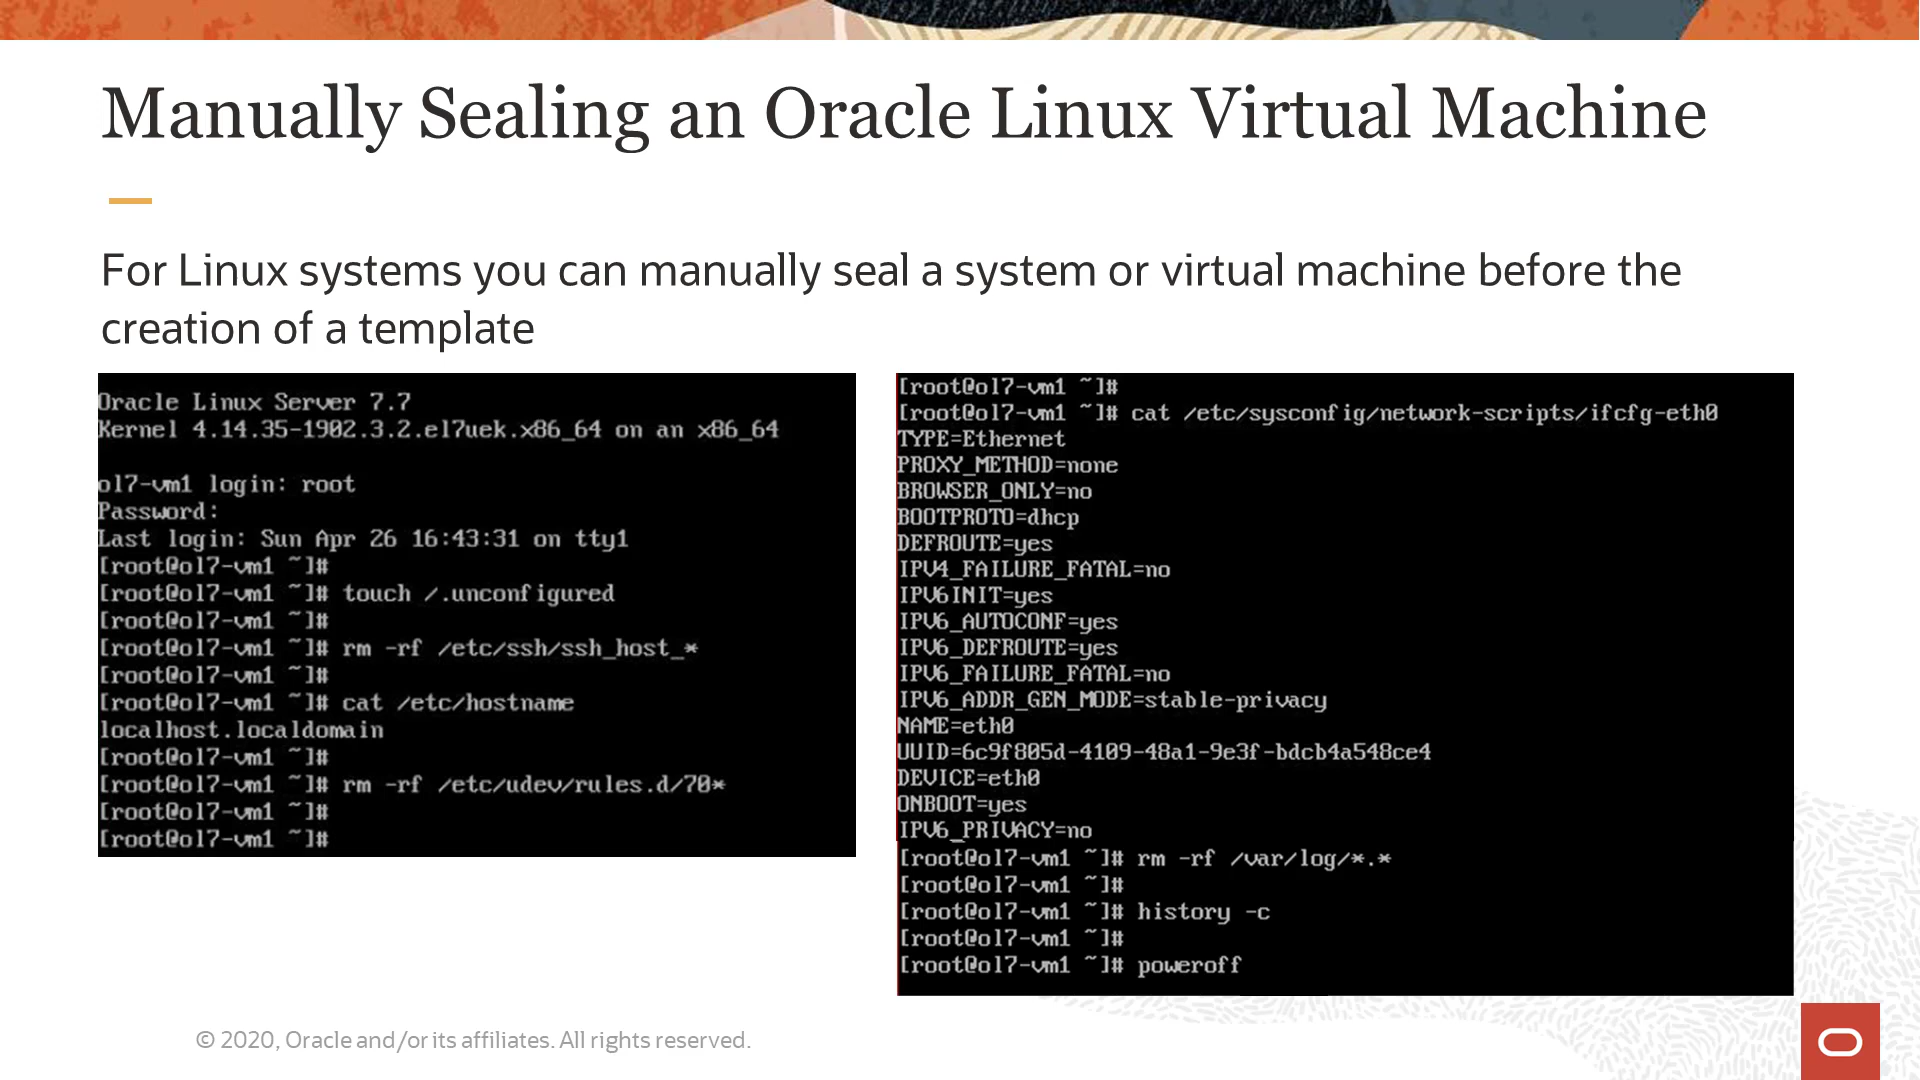 Manually Sealing an Oracle Linux Virtual Machine
For Linux systems you can manually seal a system or virtual machine before the
creation of a template
Oracle Linux Server 7.7
Kernel 4.14.35-1902.3.2.el7uek.x86_64 on an x86_64
ol7-vm1 login: root
Password:
Last login: Sun Apr 26 16:43:31 on tty1
[root@ol7-vm1 ~]#
[root@ol7-vm1 ~]# touch /.unconfigured
[root@ol7-vm1 ~]#
[root@ol7-vm1 ~]# rm -rf /etc/ssh/ssh_host_*
[root@ol7-vm1 ~]#
[root@ol7-vm1 ~]# cat /etc/hostname
localhost.localdomain
[root@ol7-vm1 ~]#
[root@ol7-vm1 ~]# rm -rf /etc/udev/rules.d/70*
[root@ol7-vm1 ~]#
[root@ol7-vm1 ~]#
[root@ol7-vm1 ~]#
[root@ol7-vm1 ~]# cat /etc/sysconfig/network-scripts/ifcfg-eth0
TYPE=Ethernet
PROXY_METHOD=none
BROWSER_ONLY=no
BOOTPROTO=dhcp
DEFROUTE=yes
IPV4_FAILURE_FATAL=no
IPV6INIT=yes
IPV6_AUTOCONF=yes
IPV6_DEFROUTE=yes
IPV6_FAILURE_FATAL=no
IPV6_ADDR_GEN_MODE=stable-privacy
NAME=eth0
UUID=6c9f805d-4109-48a1-9e3f-bdcb4a548ce4
DEVICE=eth0
ONBOOT=yes
IPV6_PRIVACY=no
[root@ol7-vm1 ~]# rm -rf /var/log/*.*
[root@ol7-vm1 ~]#
[root@ol7-vm1 ~]# history -c
[root@ol7-vm1 ~]#
[root@ol7-vm1 ~]# poweroff
© 2020, Oracle and/or its affiliates. All rights reserved.